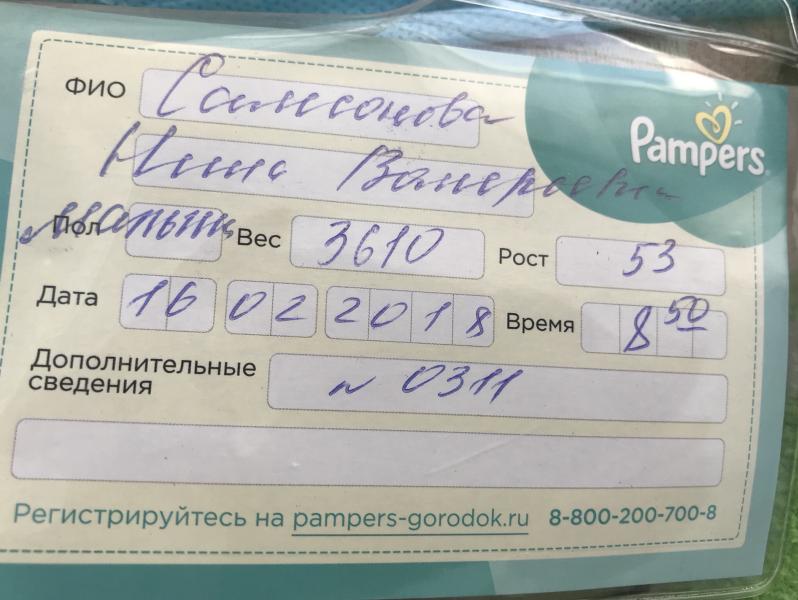 ФИО Самсонова
Нина Валерьевна
Pampers
Пол мальчик Вес 3610 Рост 53
Дата 16 02 2018 Время 8 50
Дополнительные
сведения
№ 0311
Регистрируйтесь на pampers-gorodok.ru 8-800-200-700-8